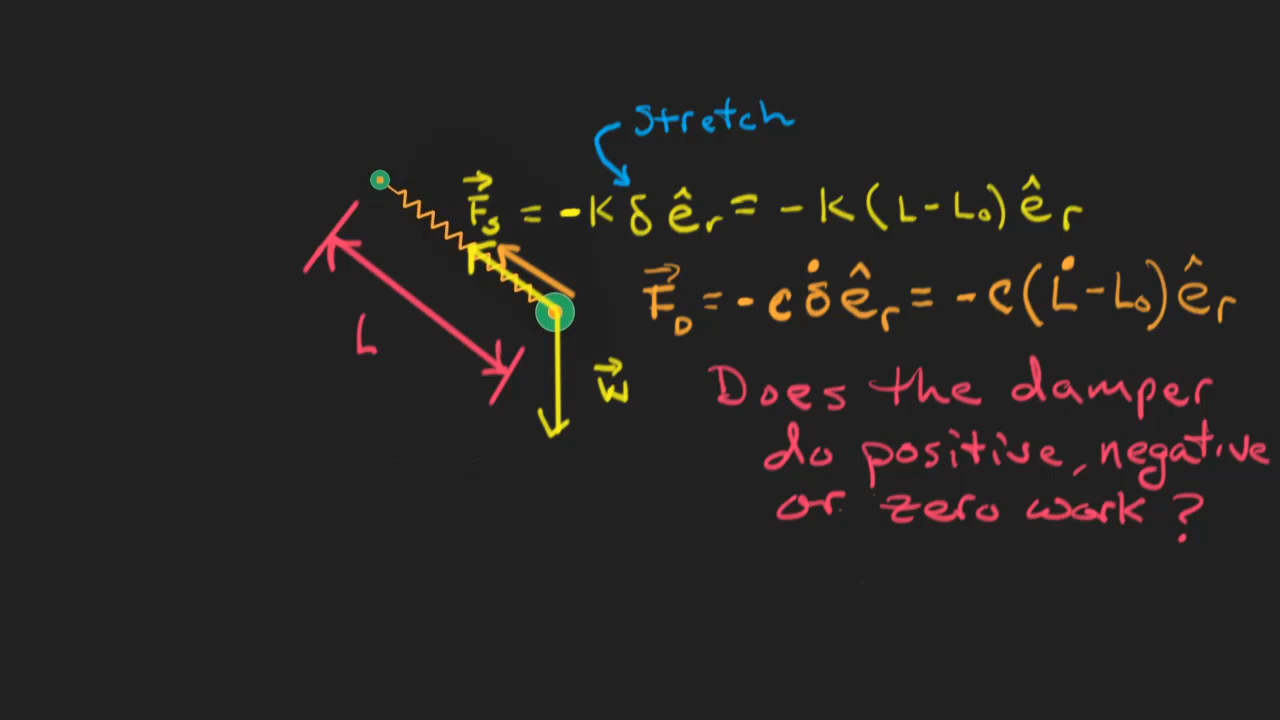 Stretch
F⃗s = -K δ êr = -K(L-L₀) êr
F⃗D = -c δ̇ êr = -c(L̇-L₀) êr
L
W⃗
Does the damper
do positive, negative
or zero work?